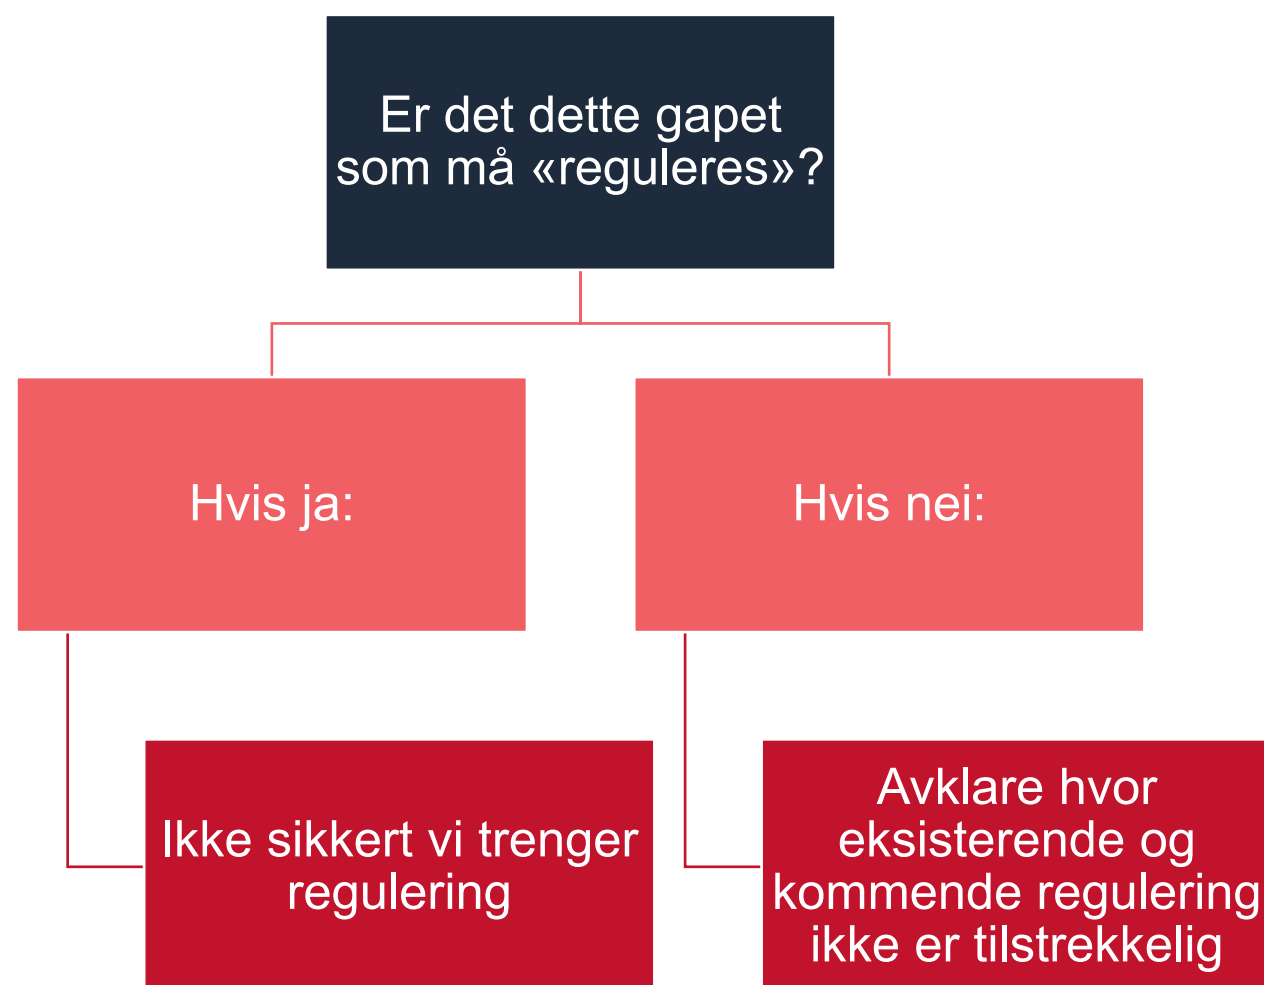 Er det dette gapet
som må «reguleres»?
Hvis ja:
Hvis nei:
Ikke sikkert vi trenger
regulering
Avklare hvor
eksisterende og
kommende regulering
ikke er tilstrekkelig